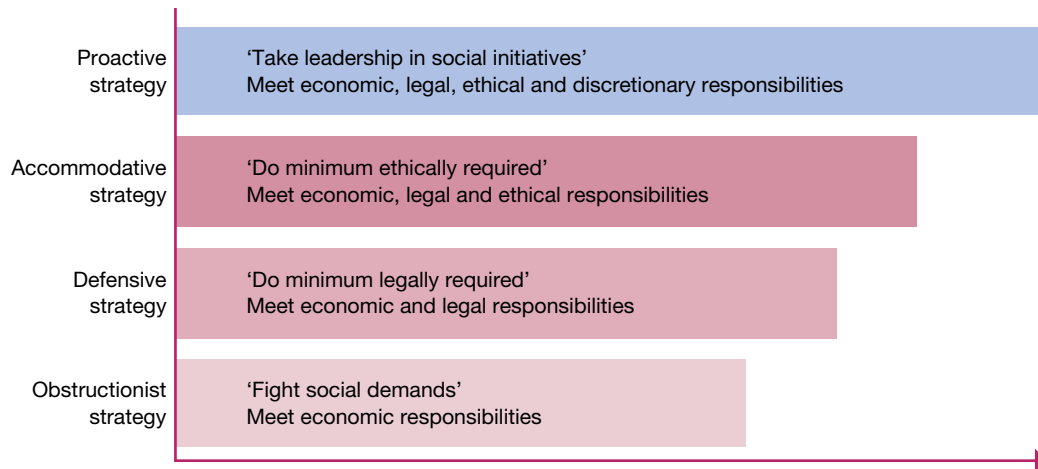 Proactive
strategy
‘Take leadership in social initiatives’
Meet economic, legal, ethical and discretionary responsibilities
Accommodative
strategy
‘Do minimum ethically required’
Meet economic, legal and ethical responsibilities
Defensive
strategy
‘Do minimum legally required’
Meet economic and legal responsibilities
Obstructionist
strategy
‘Fight social demands’
Meet economic responsibilities